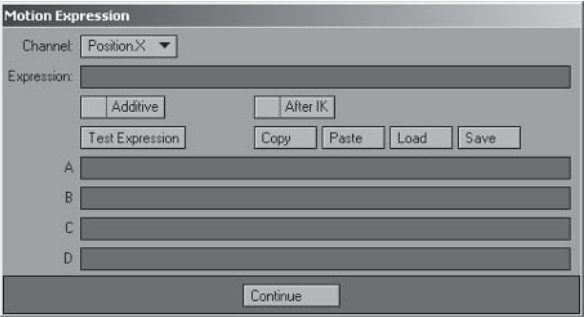 Motion Expression
Channel: Position.X
Expression:
Additive After IK
Test Expression Copy Paste Load Save
A
B
C
D
Continue